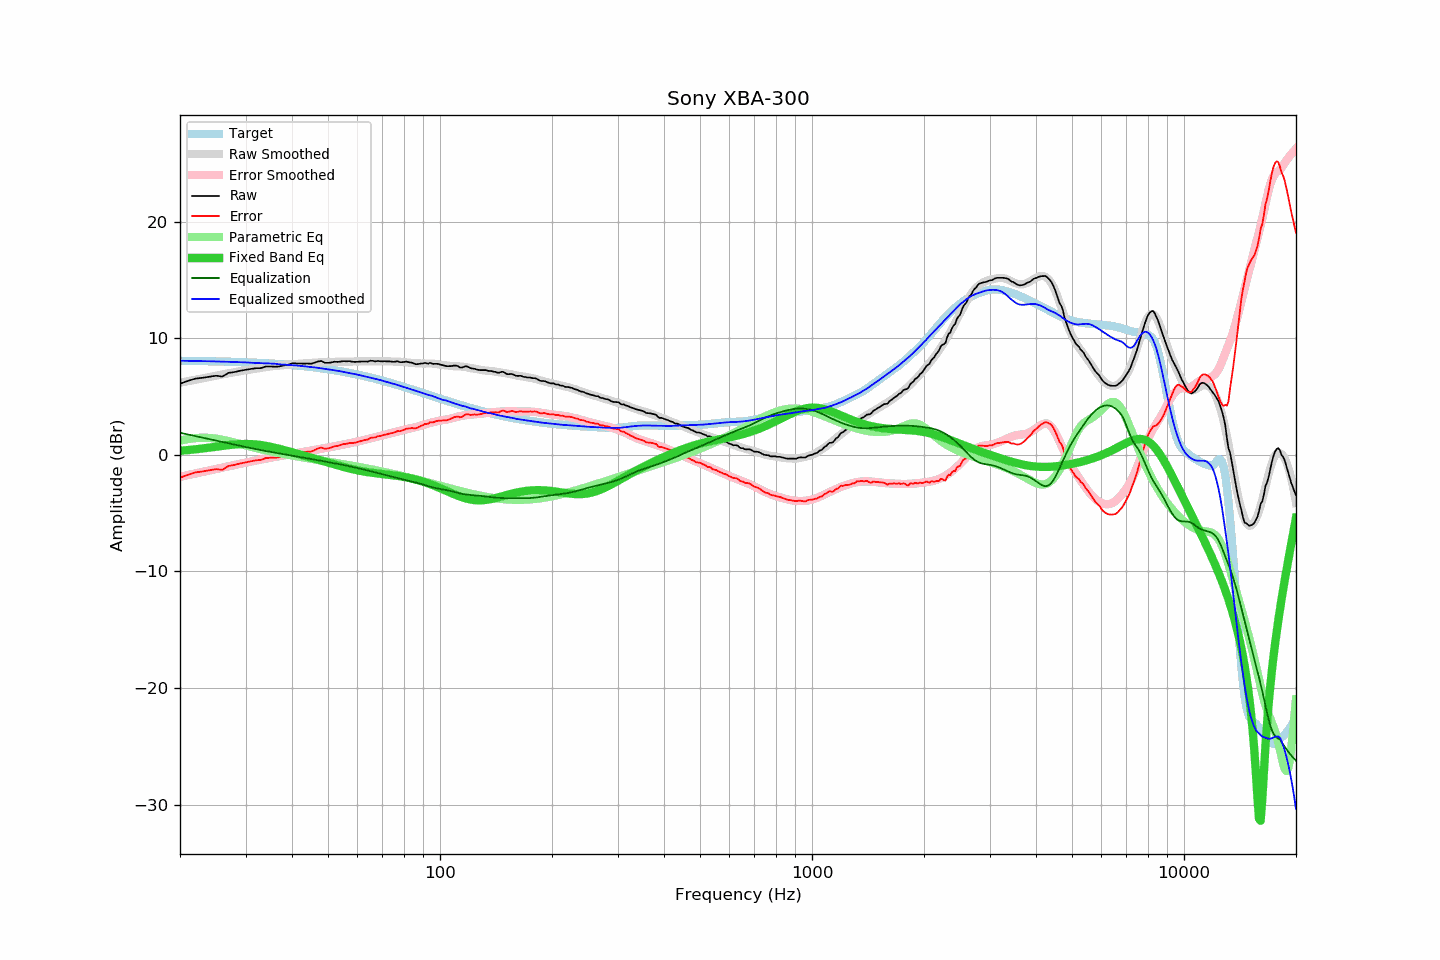 Sony XBA-300
Target
Raw Smoothed
Error Smoothed
Raw
Error
Parametric Eq
Fixed Band Eq
Equalization
Equalized smoothed
20
10
0
−10
−20
−30
Amplitude (dBr)
100
1000
10000
Frequency (Hz)